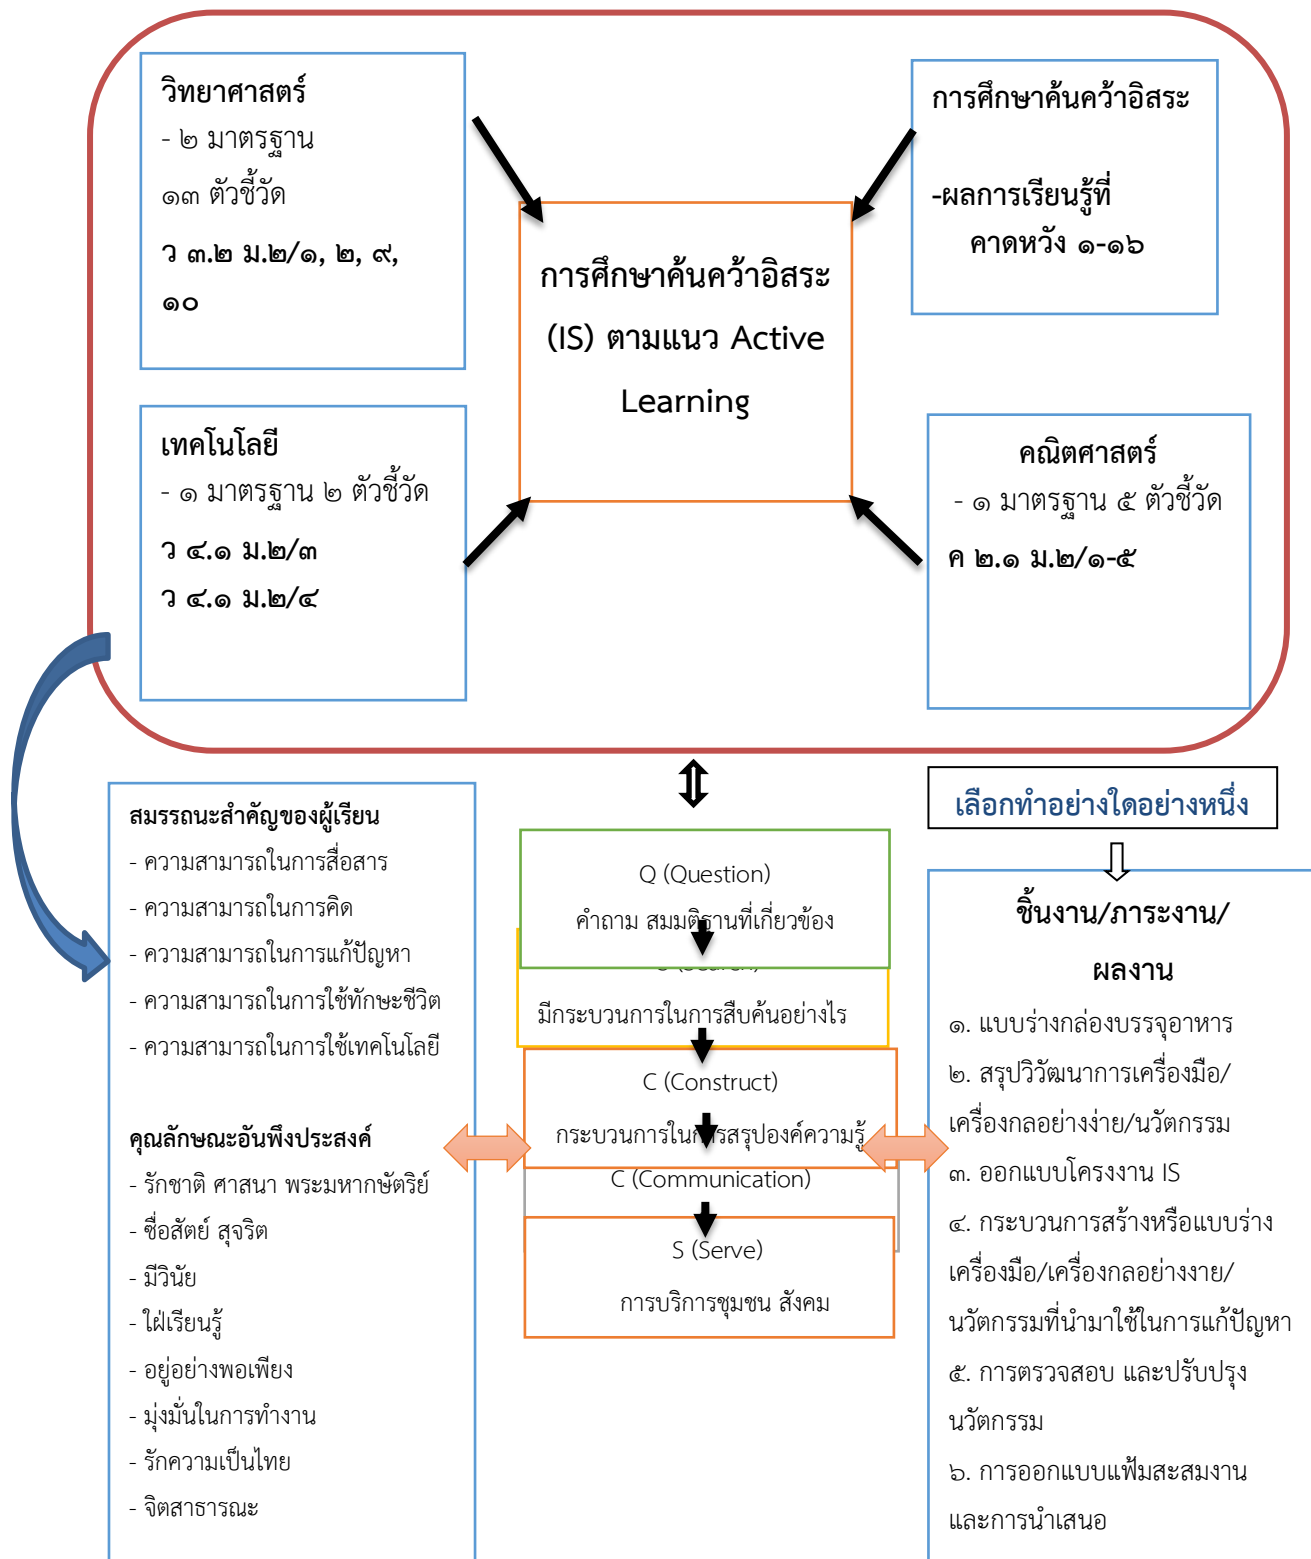 วิทยาศาสตร์
- ๒ มาตรฐาน
๑๓ ตัวชี้วัด
ว ๓.๒ ม.๒/๑, ๒, ๙,
๑๐
การศึกษาค้นคว้าอิสระ
-ผลการเรียนรู้ที่
คาดหวัง ๑-๑๖
การศึกษาค้นคว้าอิสระ
(IS) ตามแนว Active
Learning
เทคโนโลยี
- ๑ มาตรฐาน ๒ ตัวชี้วัด
ว ๔.๑ ม.๒/๓
ว ๔.๑ ม.๒/๔
คณิตศาสตร์
- ๑ มาตรฐาน ๕ ตัวชี้วัด
ค ๒.๑ ม.๒/๑-๕
สมรรถนะสำคัญของผู้เรียน
- ความสามารถในการสื่อสาร
- ความสามารถในการคิด
- ความสามารถในการแก้ปัญหา
- ความสามารถในการใช้ทักษะชีวิต
- ความสามารถในการใช้เทคโนโลยี
คุณลักษณะอันพึงประสงค์
- รักชาติ ศาสนา พระมหากษัตริย์
- ซื่อสัตย์ สุจริต
- มีวินัย
- ใฝ่เรียนรู้
- อยู่อย่างพอเพียง
- มุ่งมั่นในการทำงาน
- รักความเป็นไทย
- จิตสาธารณะ
Q (Question)
คำถาม สมมติฐานที่เกี่ยวข้อง
มีกระบวนการในการสืบค้นอย่างไร
C (Construct)
กระบวนการในการสรุปองค์ความรู้
C (Communication)
S (Serve)
การบริการชุมชน สังคม
เลือกทำอย่างใดอย่างหนึ่ง
ชิ้นงาน/ภาระงาน/
ผลงาน
๑. แบบร่างกล่องบรรจุอาหาร
๒. สรุปวิวัฒนาการเครื่องมือ/
เครื่องกลอย่างง่าย/นวัตกรรม
๓. ออกแบบโครงงาน IS
๔. กระบวนการสร้างหรือแบบร่าง
เครื่องมือ/เครื่องกลอย่างงาย/
นวัตกรรมที่นำมาใช้ในการแก้ปัญหา
๕. การตรวจสอบ และปรับปรุง
นวัตกรรม
๖. การออกแบบแฟ้มสะสมงาน
และการนำเสนอ